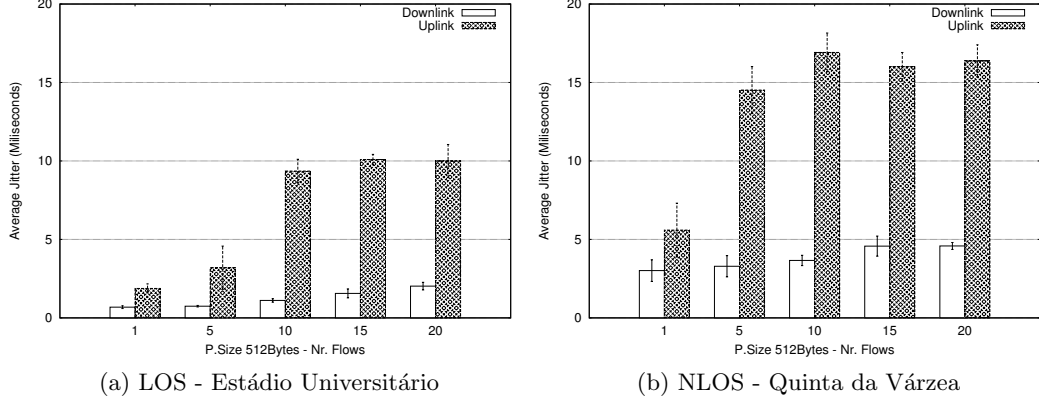 20
15
10
5
0
Average Jitter (Miliseconds)
Downlink
Uplink
1 5 10 15 20
P.Size 512Bytes - Nr. Flows
(a) LOS - Estádio Universitário
20
15
10
5
0
Average Jitter (Miliseconds)
Downlink
Uplink
1 5 10 15 20
P.Size 512Bytes - Nr. Flows
(b) NLOS - Quinta da Várzea